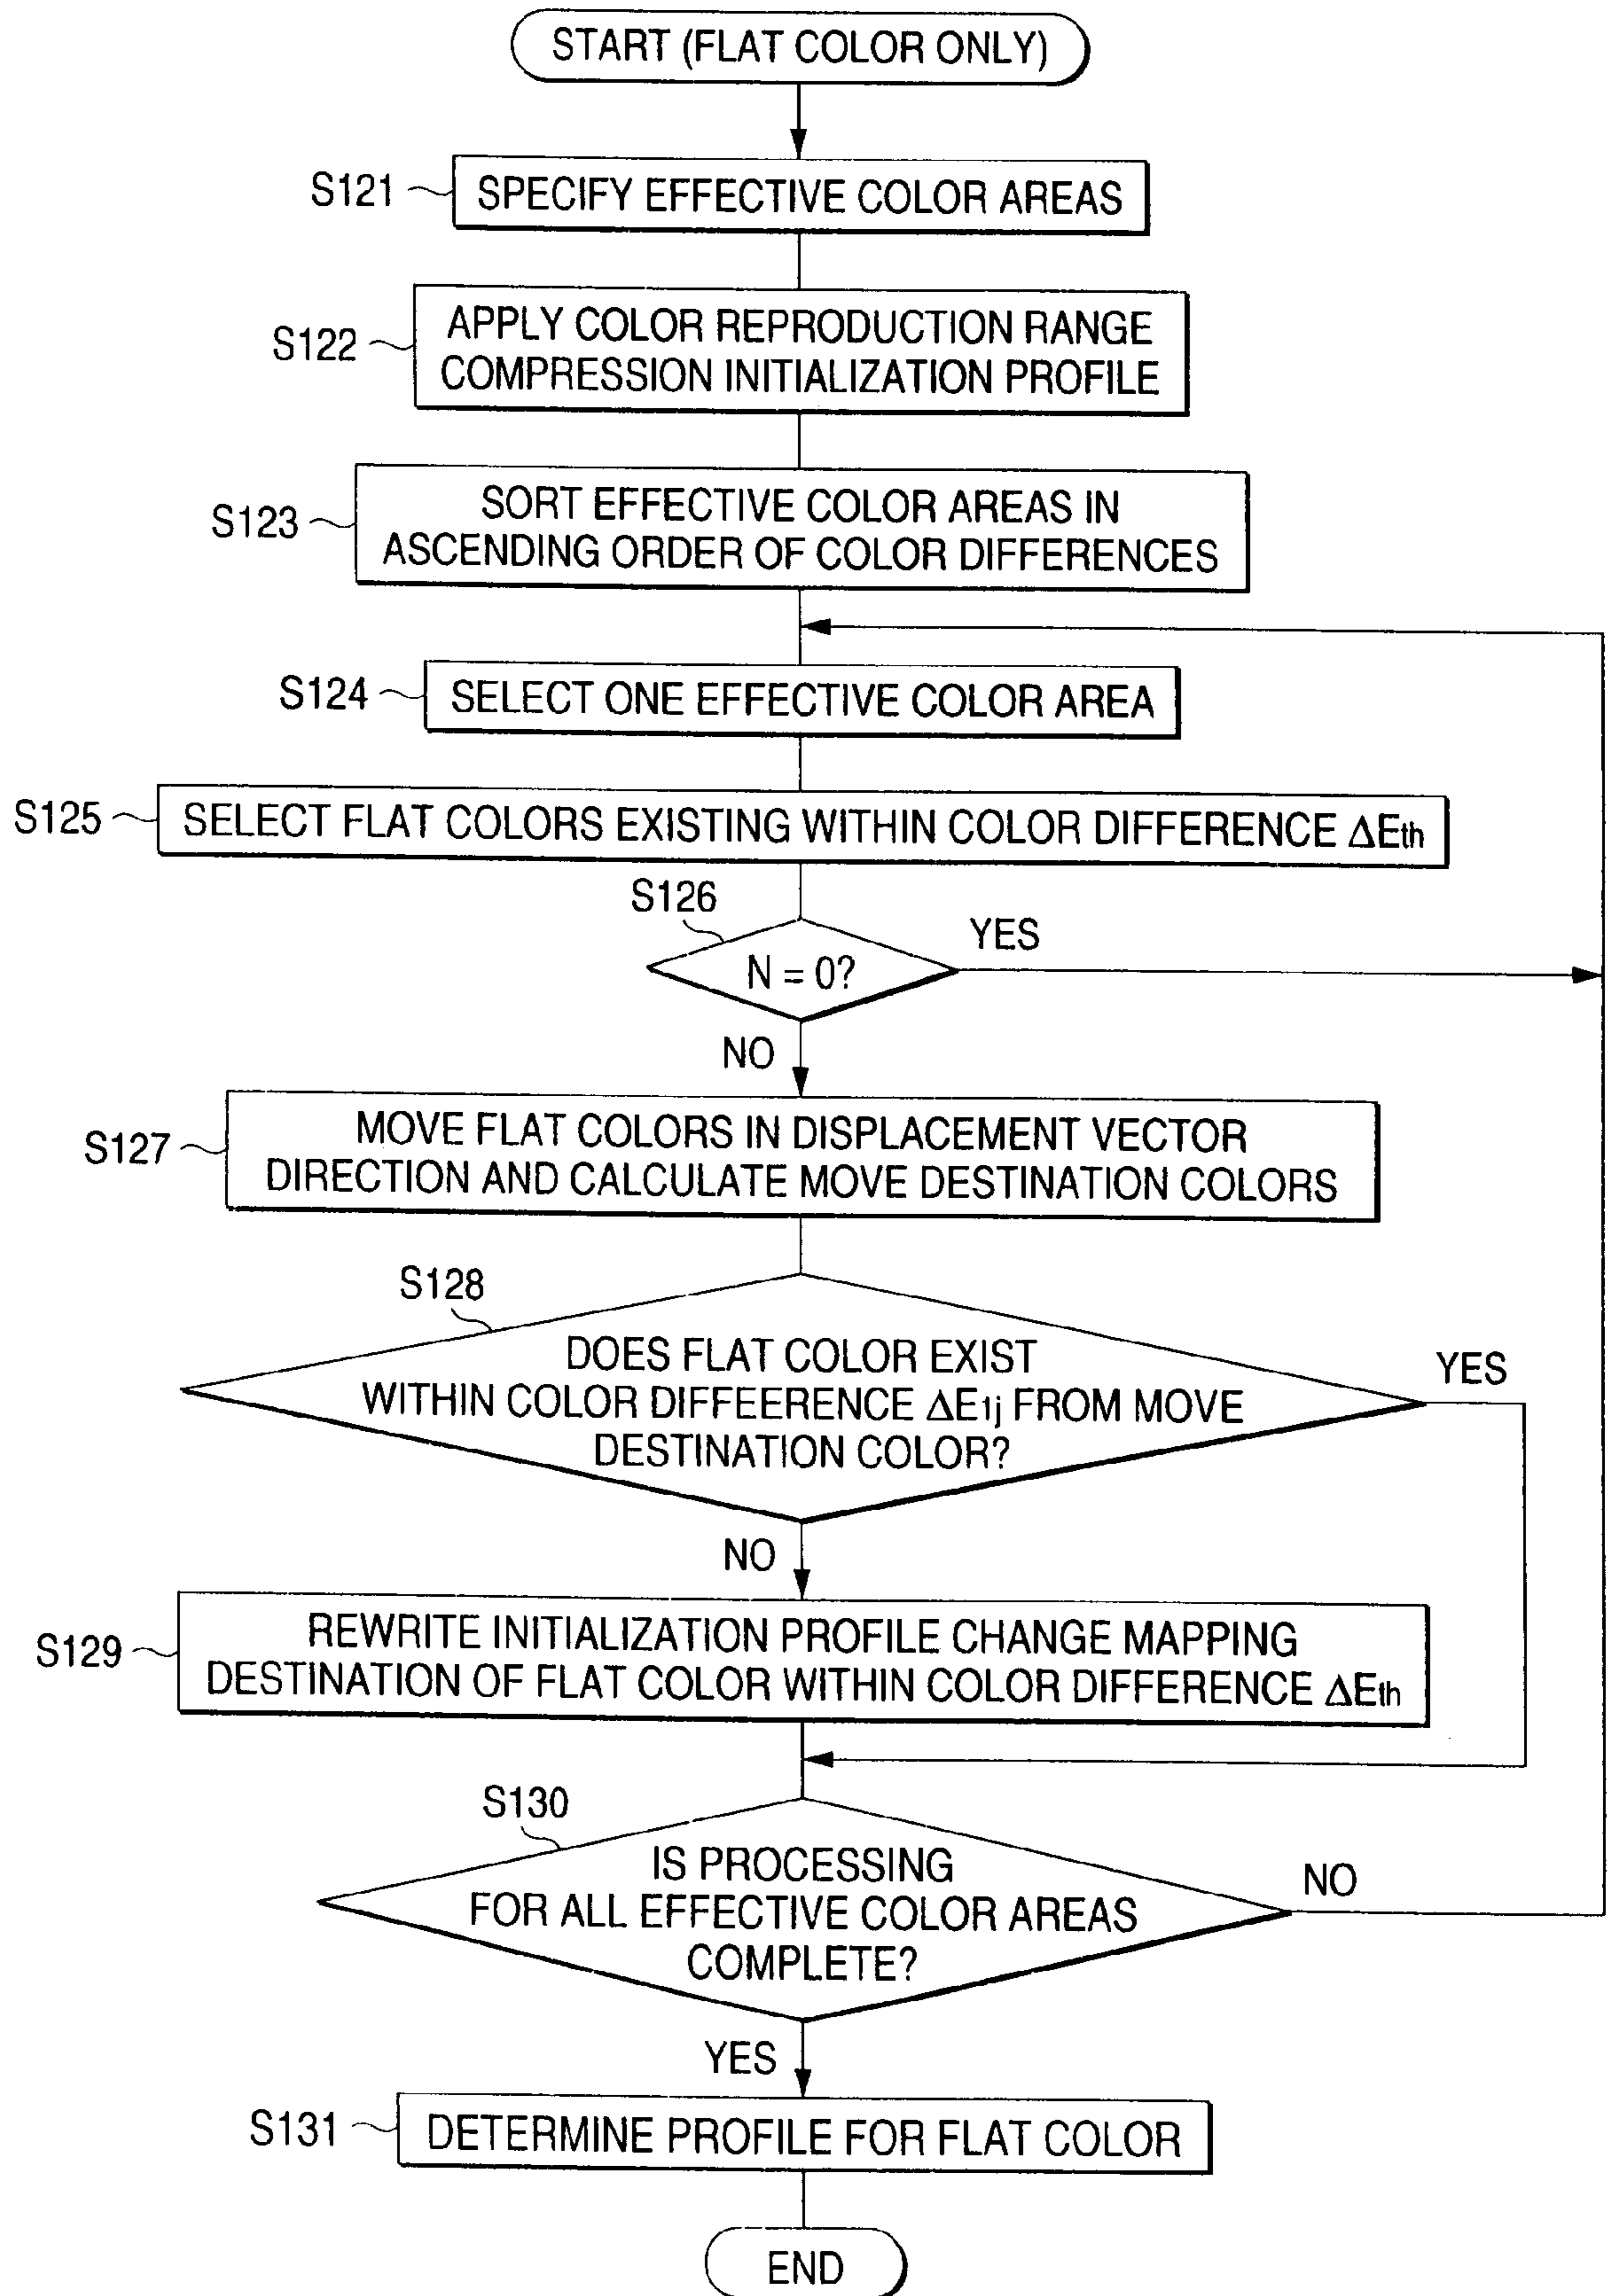 START (FLAT COLOR ONLY)
S121
SPECIFY EFFECTIVE COLOR AREAS
S122
APPLY COLOR REPRODUCTION RANGE
COMPRESSION INITIALIZATION PROFILE
S123
SORT EFFECTIVE COLOR AREAS IN
ASCENDING ORDER OF COLOR DIFFERENCES
S124
SELECT ONE EFFECTIVE COLOR AREA
S125
SELECT FLAT COLORS EXISTING WITHIN COLOR DIFFERENCE ΔEth
S126
N = 0?
YES
NO
S127
MOVE FLAT COLORS IN DISPLACEMENT VECTOR
DIRECTION AND CALCULATE MOVE DESTINATION COLORS
S128
DOES FLAT COLOR EXIST
WITHIN COLOR DIFFEERENCE ΔE1j FROM MOVE
DESTINATION COLOR?
YES
NO
S129
REWRITE INITIALIZATION PROFILE CHANGE MAPPING
DESTINATION OF FLAT COLOR WITHIN COLOR DIFFERENCE ΔEth
S130
IS PROCESSING
FOR ALL EFFECTIVE COLOR AREAS
COMPLETE?
NO
YES
S131
DETERMINE PROFILE FOR FLAT COLOR
END